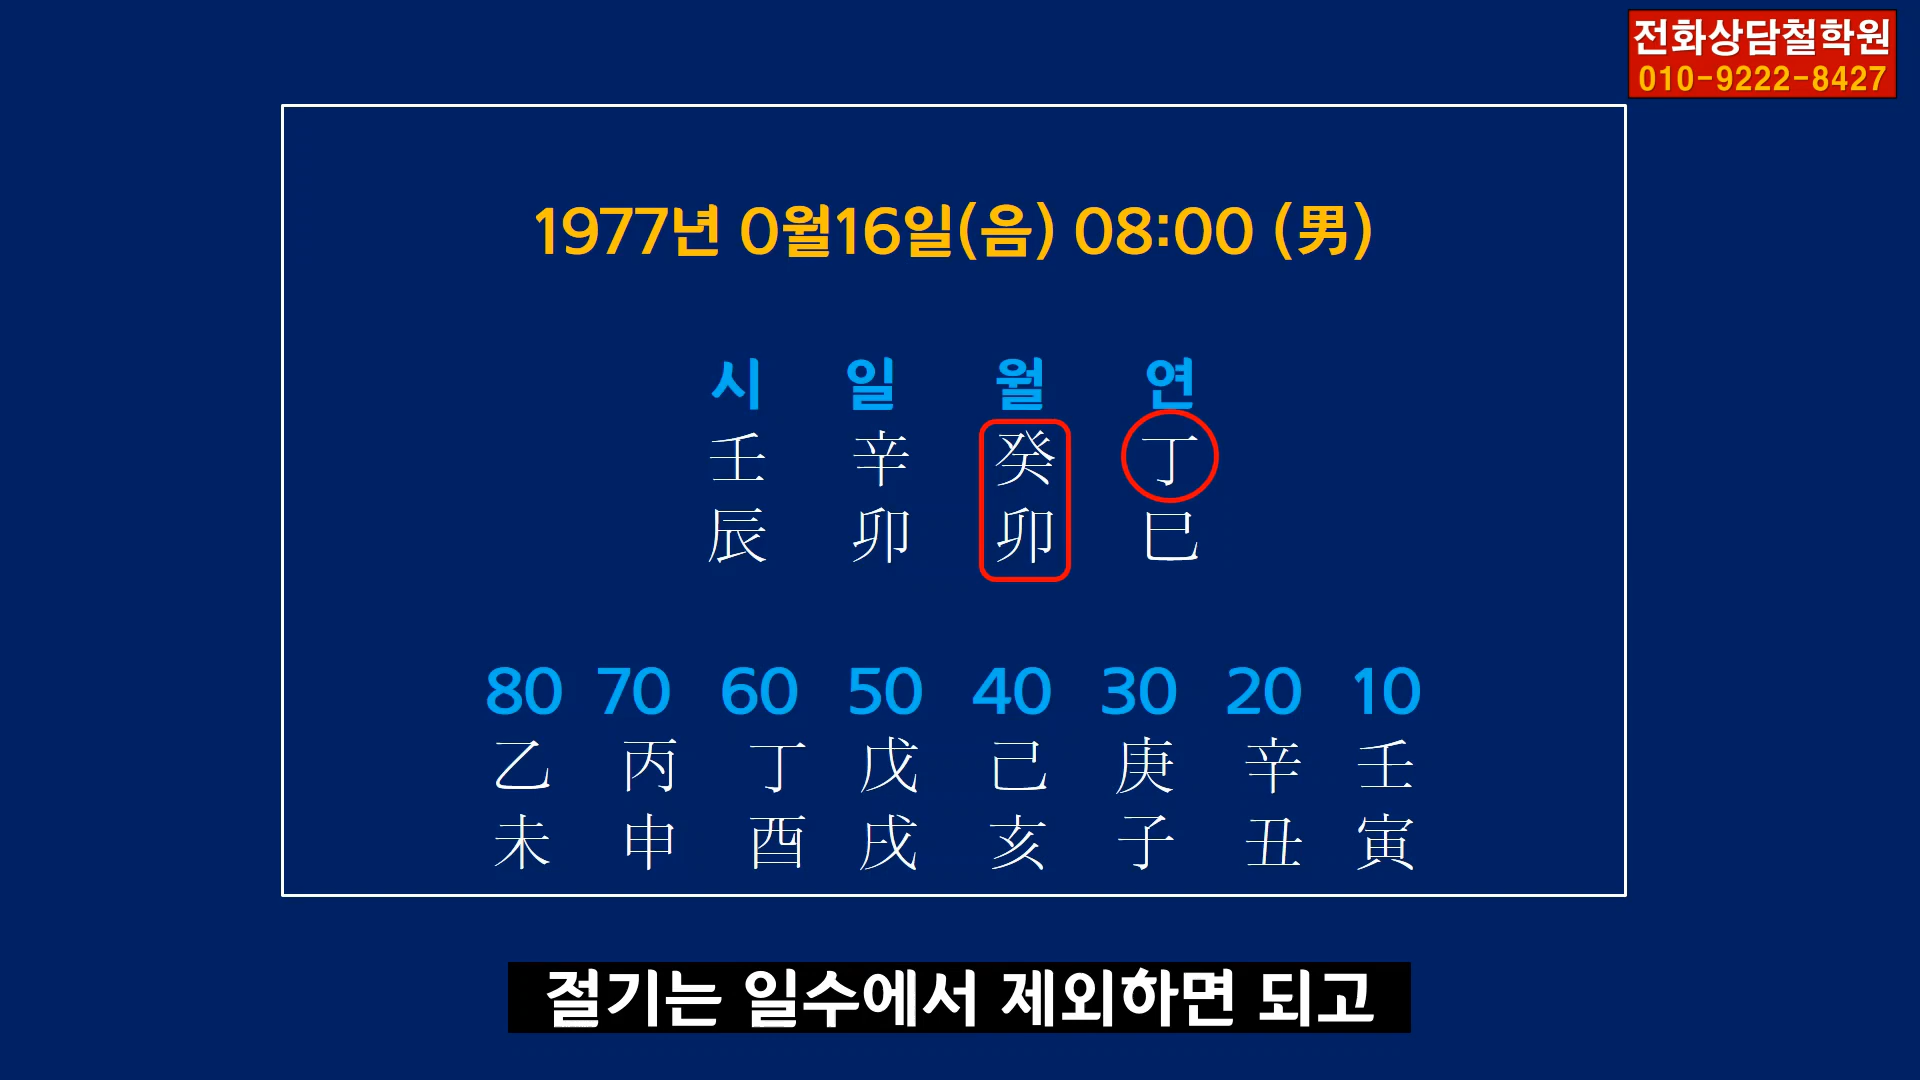 전화상담철학원
010-9222-8427
1977년 0월16일(음) 08:00 (男)
시 일 월 연
壬 辛 癸 丁
辰 卯 卯 巳
80 70 60 50 40 30 20 10
乙 丙 丁 戊 己 庚 辛 壬
未 申 酉 戌 亥 子 丑 寅
절기는 일수에서 제외하면 되고